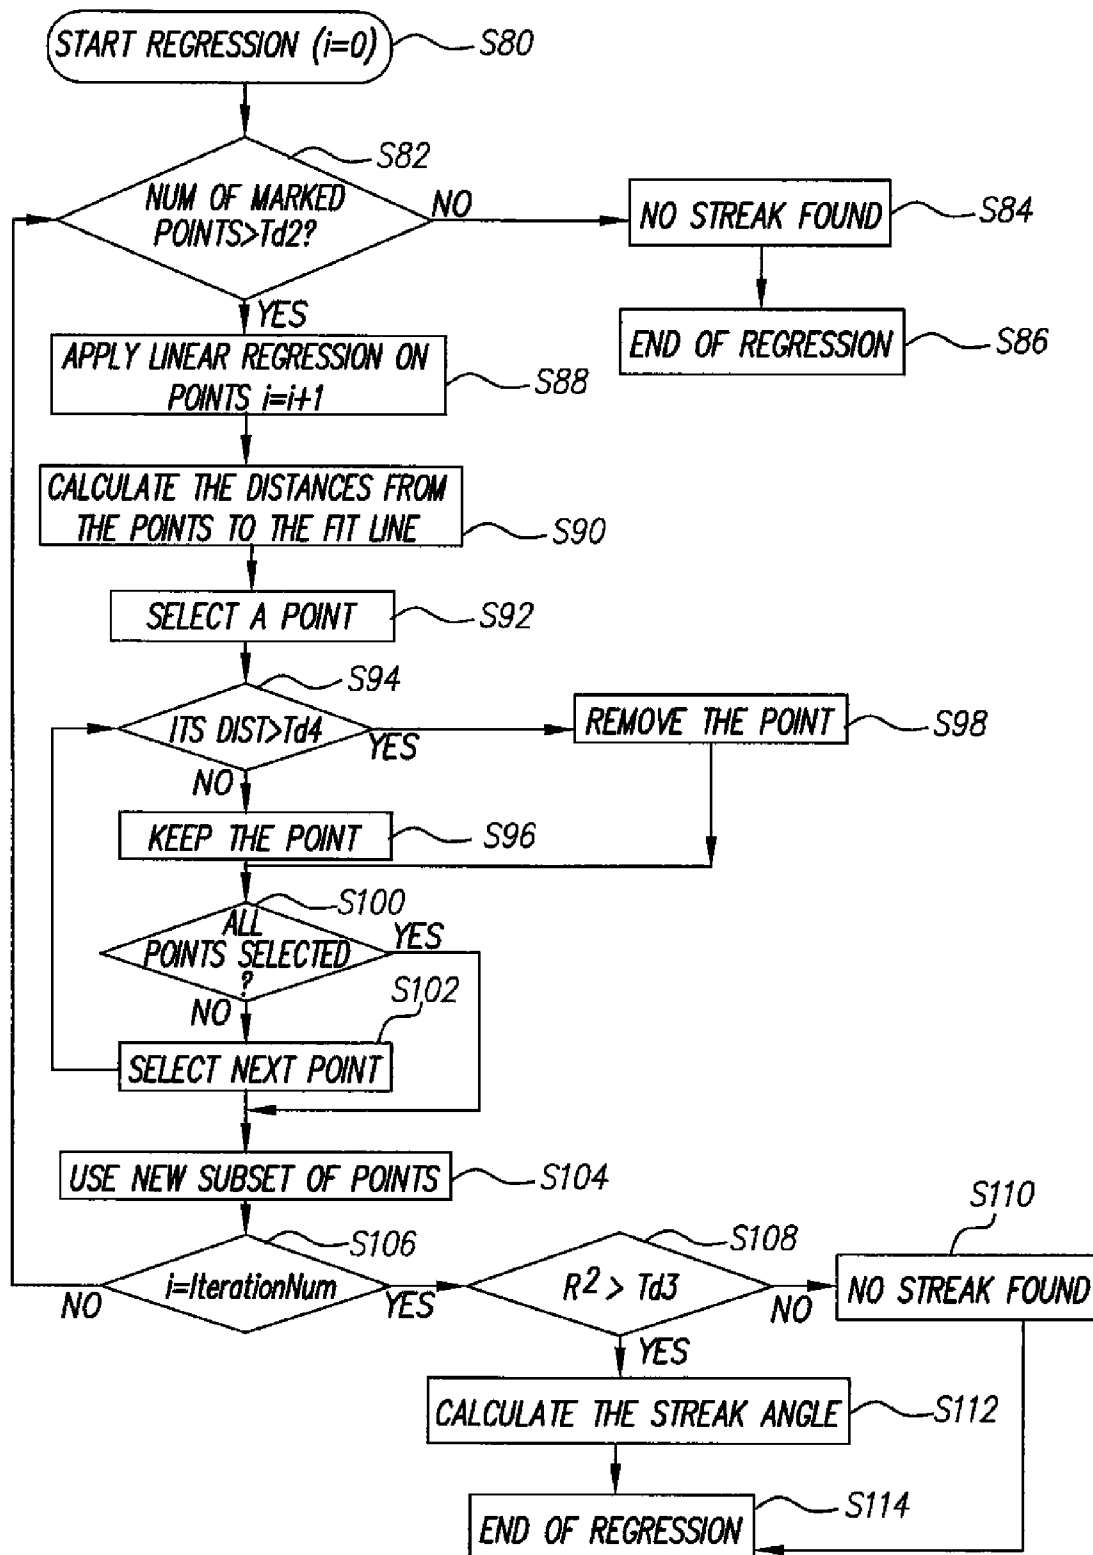 START REGRESSION (i=0)
S80
S82
NUM OF MARKED
POINTS>Td2?
NO
NO STREAK FOUND
S84
YES
END OF REGRESSION
S86
APPLY LINEAR REGRESSION ON
POINTS i=i+1
S88
CALCULATE THE DISTANCES FROM
THE POINTS TO THE FIT LINE
S90
SELECT A POINT
S92
S94
ITS DIST>Td4
YES
REMOVE THE POINT
S98
NO
KEEP THE POINT
S96
S100
ALL
POINTS SELECTED
?
YES
NO
S102
SELECT NEXT POINT
USE NEW SUBSET OF POINTS
S104
S106
i=IterationNum
NO
YES
S108
R² > Td3
NO
S110
NO STREAK FOUND
YES
CALCULATE THE STREAK ANGLE
S112
END OF REGRESSION
S114